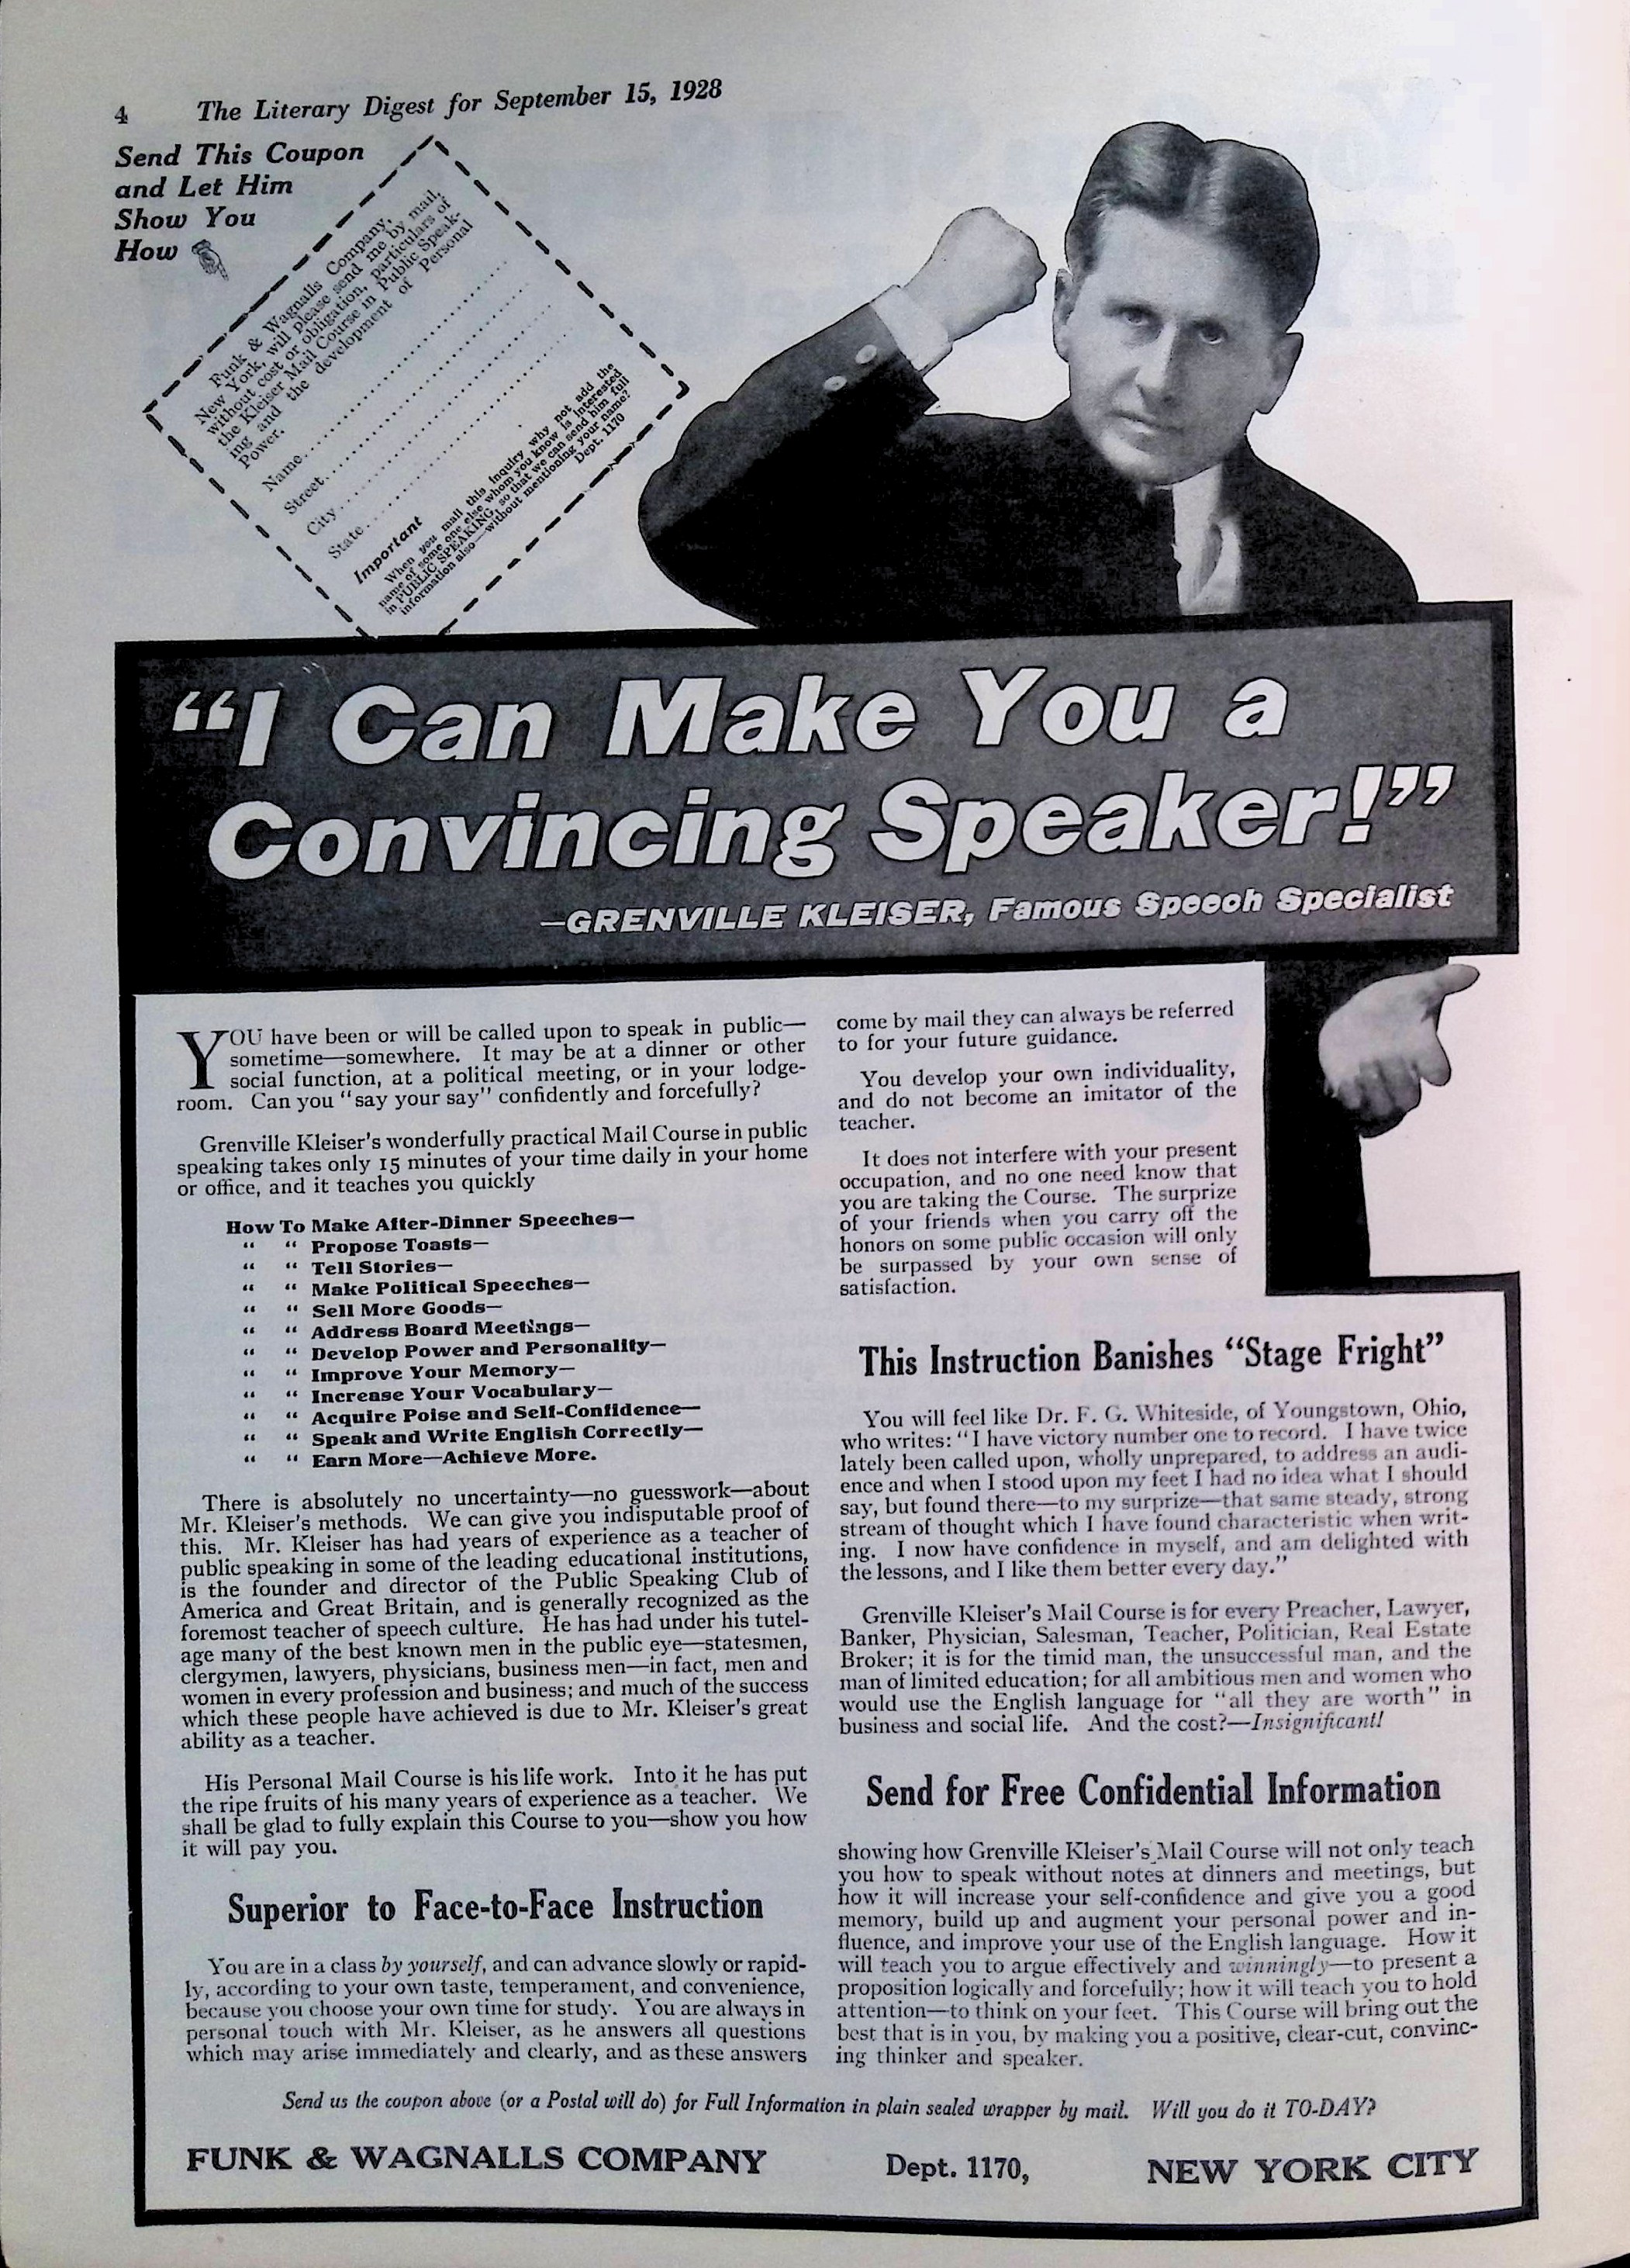 4 The Literary Digest for September 15, 1928
Send This Coupon
and Let Him
Show You
How
Funk & Wagnalls Company,
New York, will please send me by mail,
without cost or obligation, particulars of
the Kleiser Mail Course in Public Speak-
ing and the development of Personal
Power.
Name
Street
City
State
Important
When you mail this inquiry why not add the
name of some one else whom you know is interested
in PUBLIC SPEAKING, so that we can send him full
information also—without mentioning your name?
Dept. 1170
“I Can Make You a
Convincing Speaker!”
—GRENVILLE KLEISER, Famous Speech Specialist
YOU have been or will be called upon to speak in public—
sometime—somewhere. It may be at a dinner or other
social function, at a political meeting, or in your lodge-
room. Can you “say your say” confidently and forcefully?
Grenville Kleiser's wonderfully practical Mail Course in public
speaking takes only 15 minutes of your time daily in your home
or office, and it teaches you quickly
How To Make After-Dinner Speeches—
“ “ Propose Toasts—
“ “ Tell Stories—
“ “ Make Political Speeches—
“ “ Sell More Goods—
“ “ Address Board Meetings—
“ “ Develop Power and Personality—
“ “ Improve Your Memory—
“ “ Increase Your Vocabulary—
“ “ Acquire Poise and Self-Confidence—
“ “ Speak and Write English Correctly—
“ “ Earn More—Achieve More.
There is absolutely no uncertainty—no guesswork—about
Mr. Kleiser's methods. We can give you indisputable proof of
this. Mr. Kleiser has had years of experience as a teacher of
public speaking in some of the leading educational institutions,
is the founder and director of the Public Speaking Club of
America and Great Britain, and is generally recognized as the
foremost teacher of speech culture. He has had under his tutel-
age many of the best known men in the public eye—statesmen,
clergymen, lawyers, physicians, business men—in fact, men and
women in every profession and business; and much of the success
which these people have achieved is due to Mr. Kleiser's great
ability as a teacher.
His Personal Mail Course is his life work. Into it he has put
the ripe fruits of his many years of experience as a teacher. We
shall be glad to fully explain this Course to you—show you how
it will pay you.
Superior to Face-to-Face Instruction
You are in a class by yourself, and can advance slowly or rapid-
ly, according to your own taste, temperament, and convenience,
because you choose your own time for study. You are always in
personal touch with Mr. Kleiser, as he answers all questions
which may arise immediately and clearly, and as these answers
come by mail they can always be referred
to for your future guidance.
You develop your own individuality,
and do not become an imitator of the
teacher.
It does not interfere with your present
occupation, and no one need know that
you are taking the Course. The surprize
of your friends when you carry off the
honors on some public occasion will only
be surpassed by your own sense of
satisfaction.
This Instruction Banishes “Stage Fright”
You will feel like Dr. F. G. Whiteside, of Youngstown, Ohio,
who writes: “I have victory number one to record. I have twice
lately been called upon, wholly unprepared, to address an audi-
ence and when I stood upon my feet I had no idea what I should
say, but found there—to my surprize—that same steady, strong
stream of thought which I have found characteristic when writ-
ing. I now have confidence in myself, and am delighted with
the lessons, and I like them better every day.”
Grenville Kleiser's Mail Course is for every Preacher, Lawyer,
Banker, Physician, Salesman, Teacher, Politician, Real Estate
Broker; it is for the timid man, the unsuccessful man, and the
man of limited education; for all ambitious men and women who
would use the English language for “all they are worth” in
business and social life. And the cost?—Insignificant!
Send for Free Confidential Information
showing how Grenville Kleiser's Mail Course will not only teach
you how to speak without notes at dinners and meetings, but
how it will increase your self-confidence and give you a good
memory, build up and augment your personal power and in-
fluence, and improve your use of the English language. How it
will teach you to argue effectively and winningly—to present a
proposition logically and forcefully; how it will teach you to hold
attention—to think on your feet. This Course will bring out the
best that is in you, by making you a positive, clear-cut, convinc-
ing thinker and speaker.
Send us the coupon above (or a Postal will do) for Full Information in plain sealed wrapper by mail. Will you do it TO-DAY?
FUNK & WAGNALLS COMPANY Dept. 1170, NEW YORK CITY